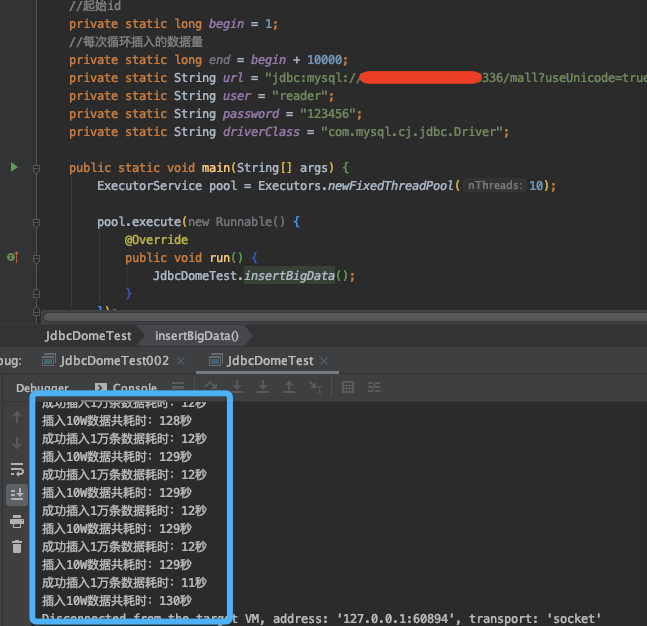 //起始id
private static long begin = 1;
//每次循环插入的数据量
private static long end = begin + 10000;
private static String url = "jdbc:mysql://336/mall?useUnicode=true
private static String user = "reader";
private static String password = "123456";
private static String driverClass = "com.mysql.cj.jdbc.Driver";
public static void main(String[] args) {
ExecutorService pool = Executors.newFixedThreadPool( nThreads: 10);
pool.execute(new Runnable() {
@Override
public void run() {
JdbcDomeTest.insertBigData();
}
});
JdbcDomeTest insertBigData()
bug: JdbcDomeTest002 × JdbcDomeTest ×
Debugger Console
成功插入1万条数据耗时：12秒
插入10W数据共耗时：128秒
成功插入1万条数据耗时：12秒
插入10W数据共耗时：129秒
成功插入1万条数据耗时：12秒
插入10W数据共耗时：129秒
成功插入1万条数据耗时：12秒
插入10W数据共耗时：129秒
成功插入1万条数据耗时：12秒
插入10W数据共耗时：129秒
成功插入1万条数据耗时：11秒
插入10W数据共耗时：130秒
Disconnected from the target VM, address: '127.0.0.1:60894', transport: 'socket'